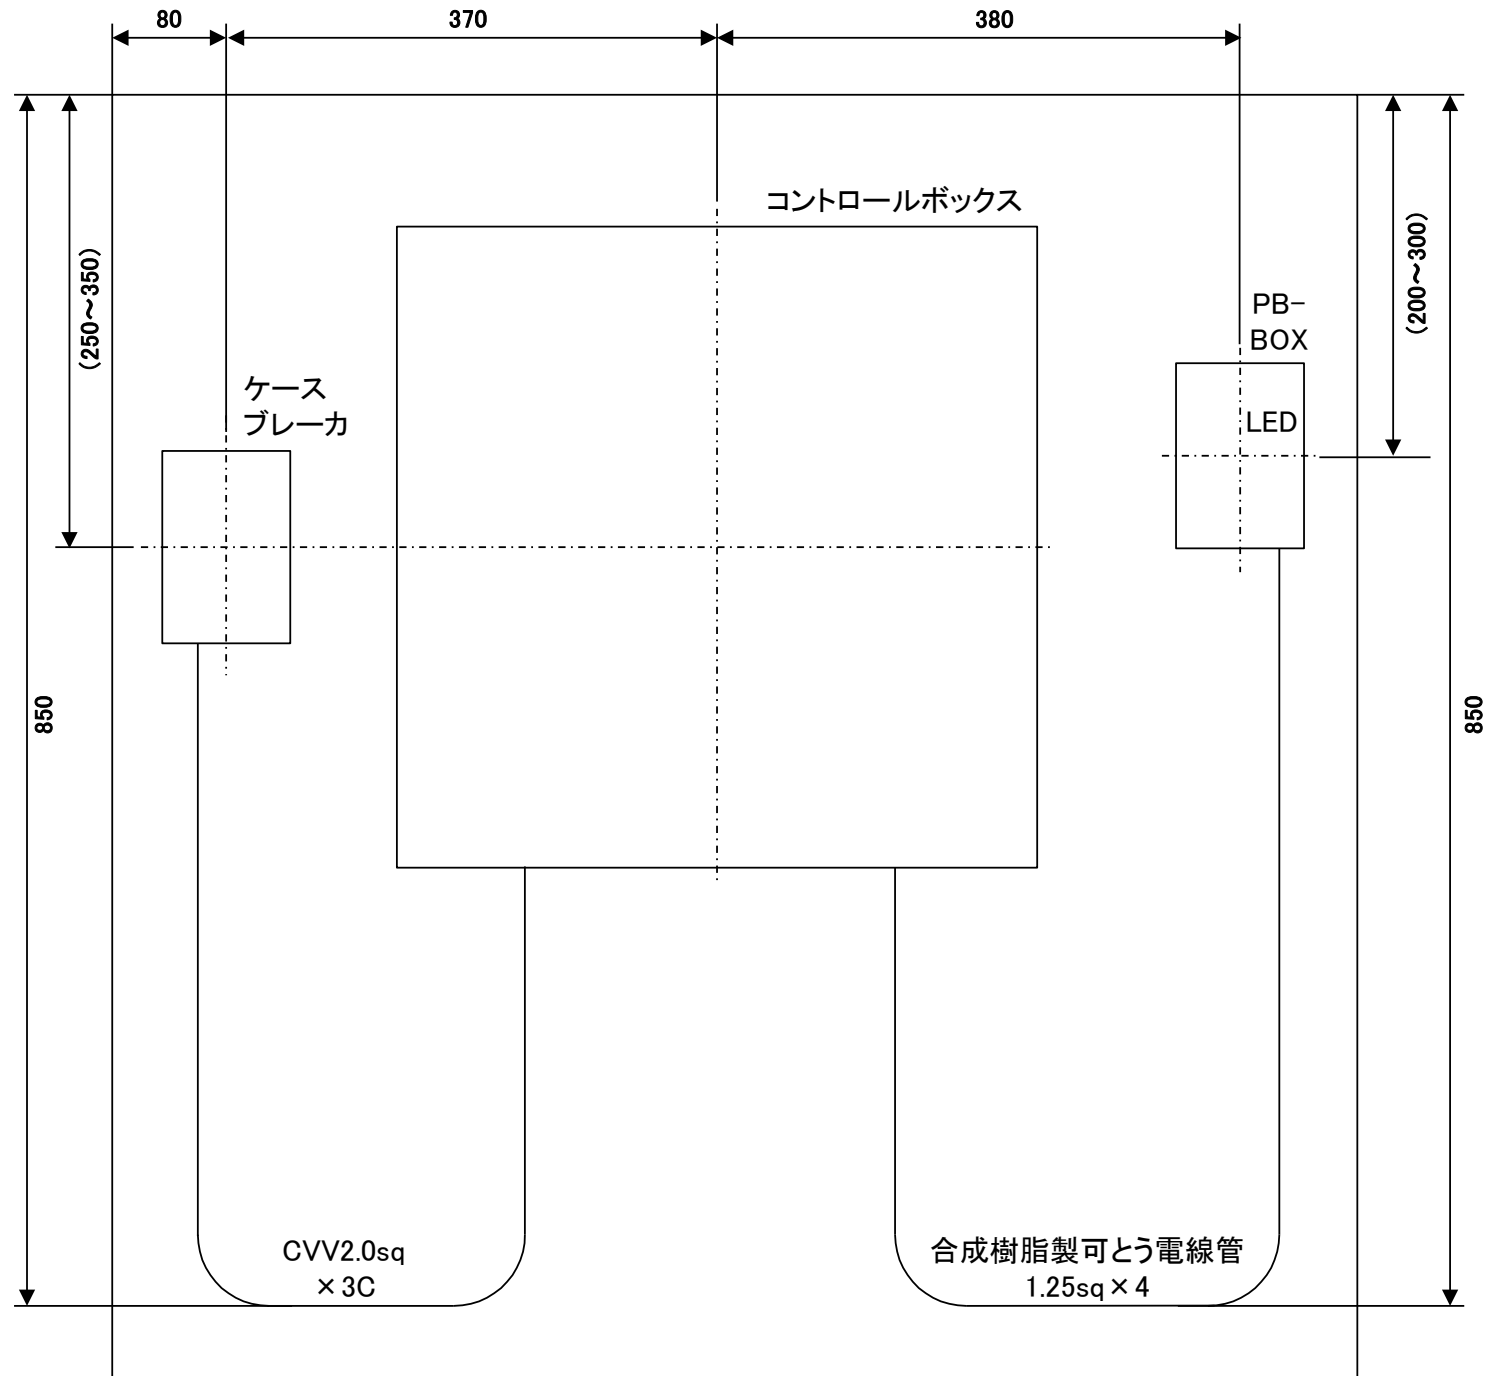 80
370
380
コントロールボックス
(250～350)
(200～300)
PB-
BOX
ケース
ブレーカ
LED
850
850
CVV2.0sq
×3C
合成樹脂製可とう電線管
1.25sq×4